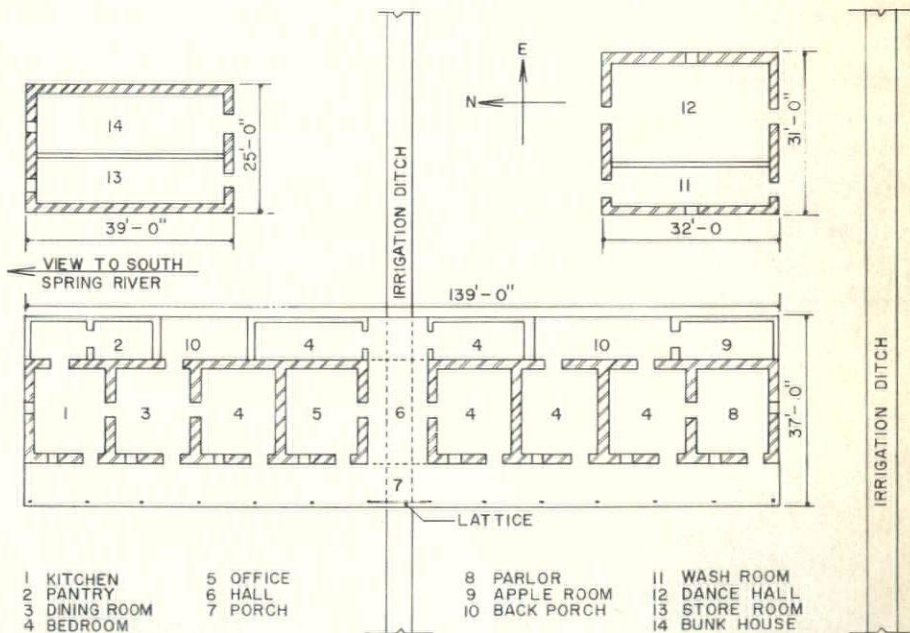 E
N
14
13
25'-0"
39'-0"
12
11
31'-0"
32'-0
IRRIGATION DITCH
VIEW TO SOUTH
SPRING RIVER
139'-0"
2
10
4
4
10
9
1
3
4
5
6
4
4
4
8
37'-10"
7
LATTICE
IRRIGATION DITCH
1 KITCHEN
2 PANTRY
3 DINING ROOM
4 BEDROOM
5 OFFICE
6 HALL
7 PORCH
8 PARLOR
9 APPLE ROOM
10 BACK PORCH
11 WASH ROOM
12 DANCE HALL
13 STORE ROOM
14 BUNK HOUSE